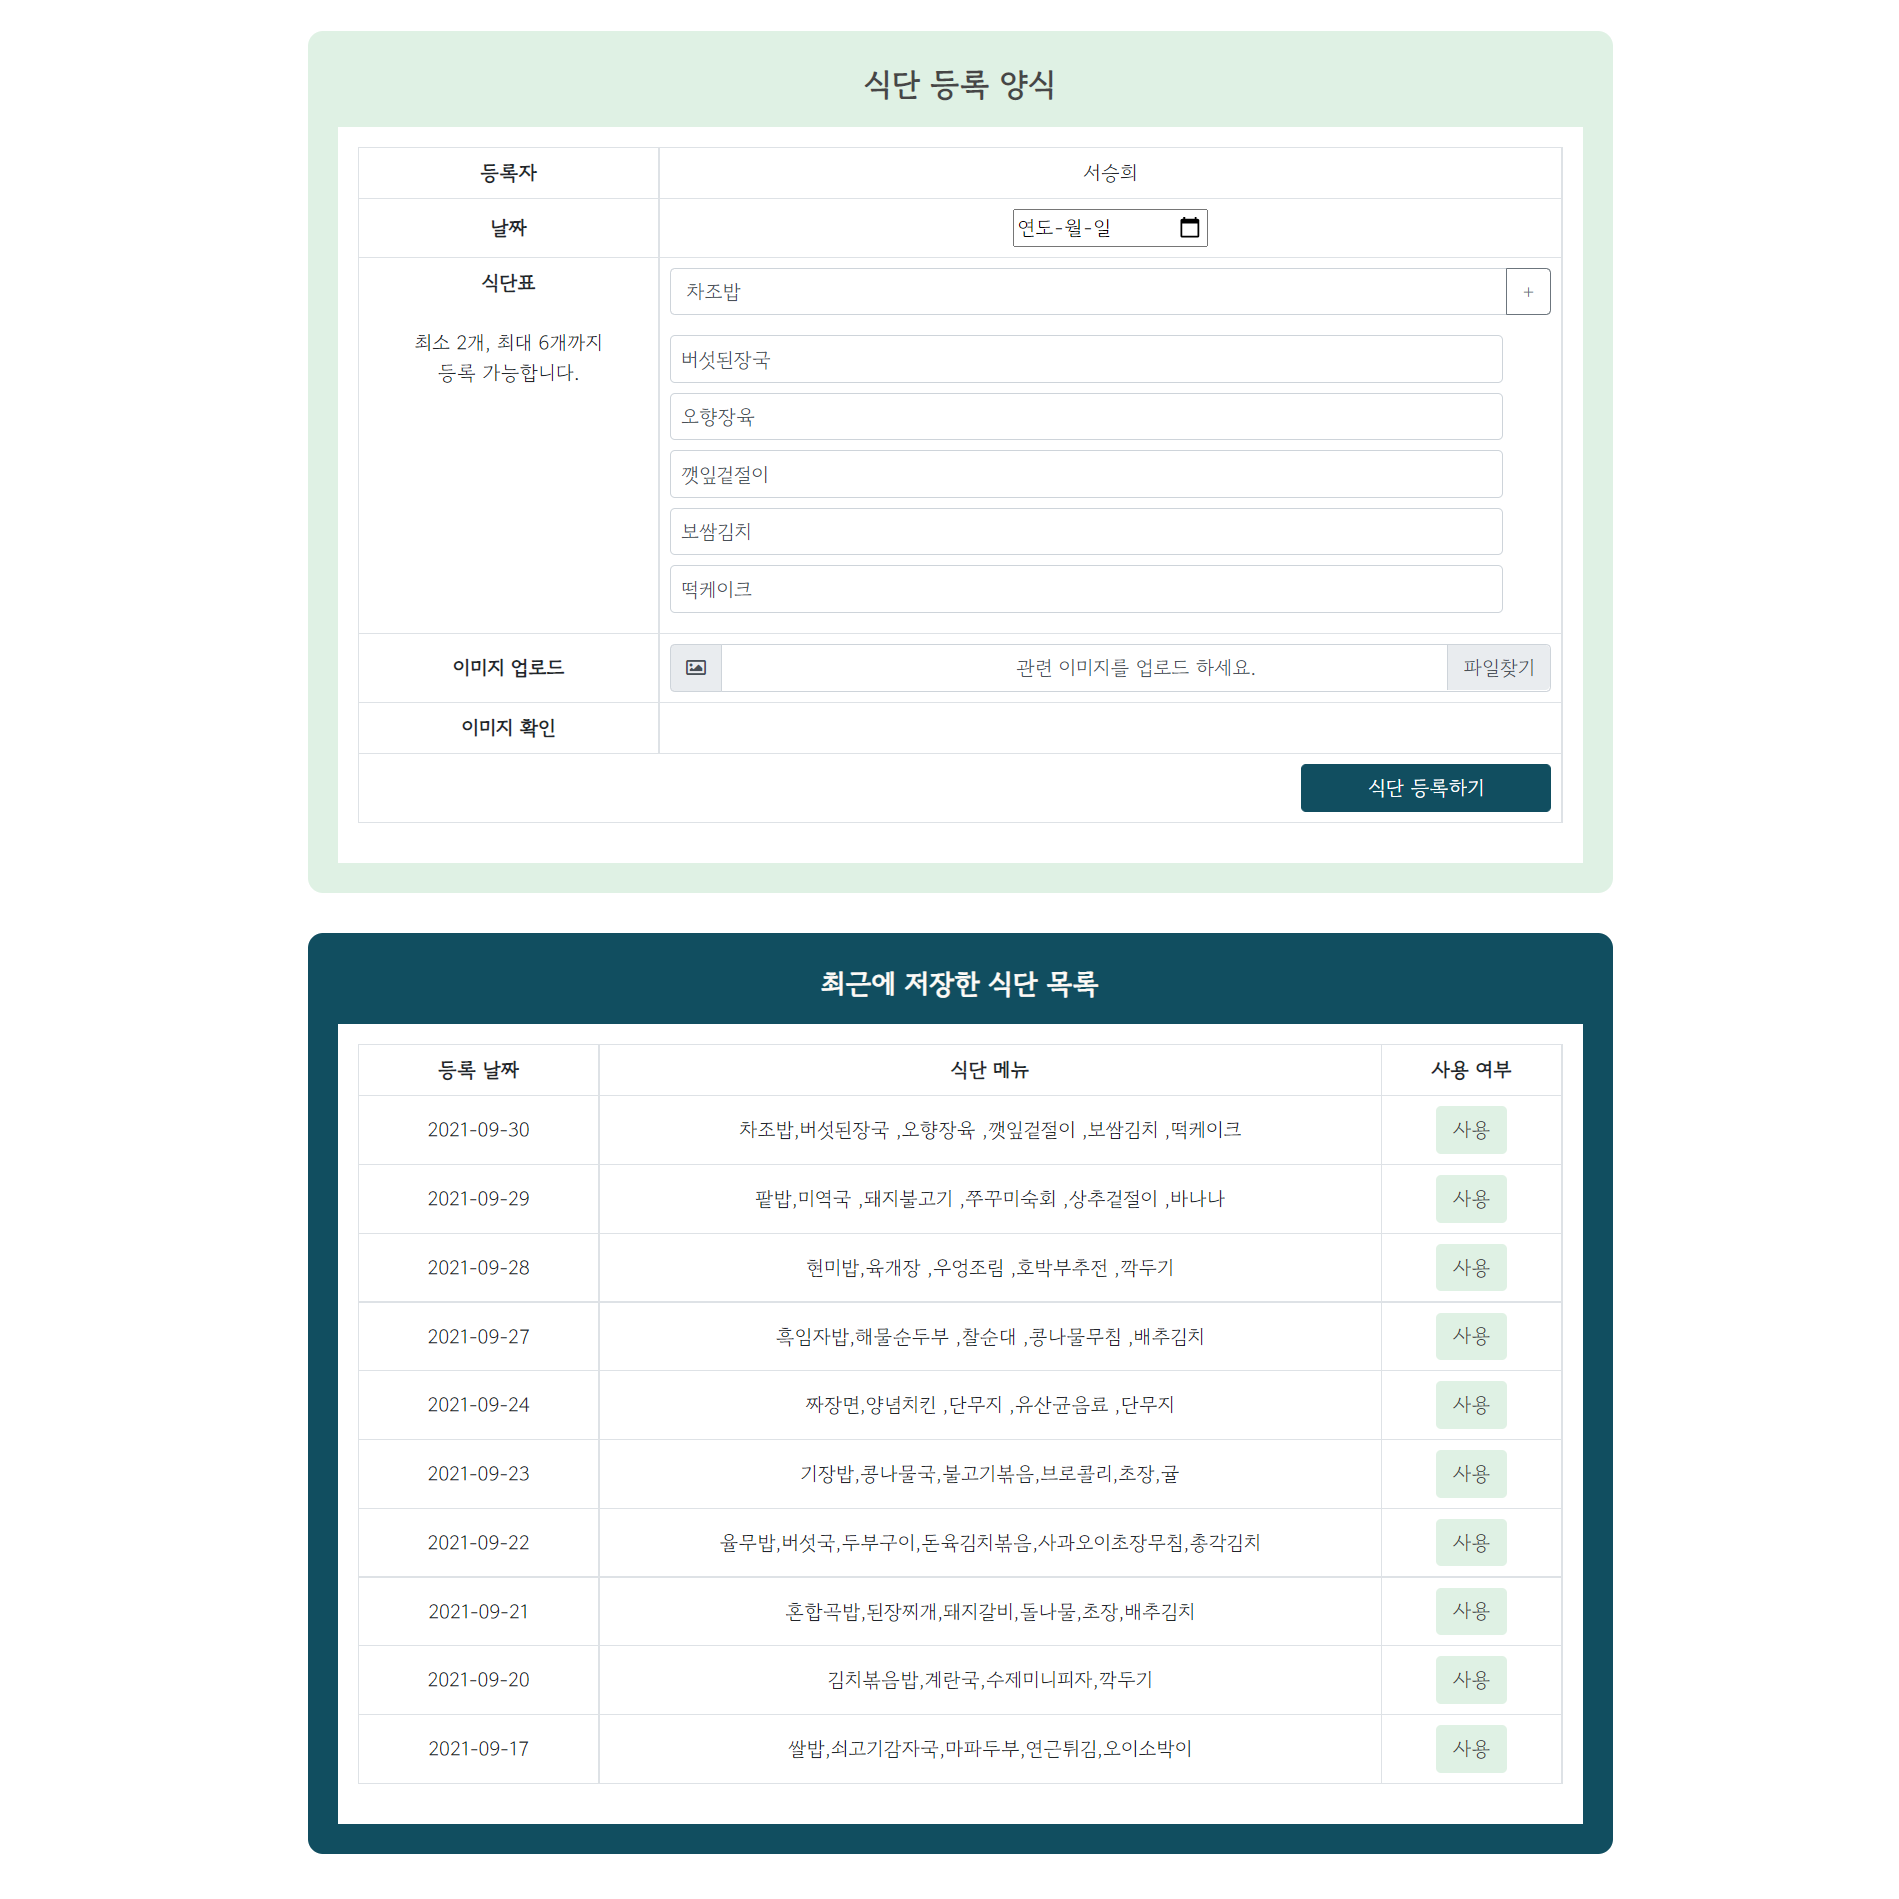 식단 등록 양식
등록자 서승희
날짜 연도-월-일
식단표 차조밥 +
최소 2개, 최대 6개까지
등록 가능합니다.
버섯된장국
오향장육
깻잎겉절이
보쌈김치
떡케이크
이미지 업로드 관련 이미지를 업로드 하세요. 파일찾기
이미지 확인
식단 등록하기
최근에 저장한 식단 목록
등록 날짜 식단 메뉴 사용 여부
2021-09-30 차조밥,버섯된장국 ,오향장육 ,깻잎겉절이 ,보쌈김치 ,떡케이크 사용
2021-09-29 팥밥,미역국 ,돼지불고기 ,쭈꾸미숙회 ,상추겉절이 ,바나나 사용
2021-09-28 현미밥,육개장 ,우엉조림 ,호박부추전 ,깍두기 사용
2021-09-27 흑임자밥,해물순두부 ,찰순대 ,콩나물무침 ,배추김치 사용
2021-09-24 짜장면,양념치킨 ,단무지 ,유산균음료 ,단무지 사용
2021-09-23 기장밥,콩나물국,불고기볶음,브로콜리,초장,귤 사용
2021-09-22 율무밥,버섯국,두부구이,돈육김치볶음,사과오이초장무침,총각김치 사용
2021-09-21 혼합곡밥,된장찌개,돼지갈비,돌나물,초장,배추김치 사용
2021-09-20 김치볶음밥,계란국,수제미니피자,깍두기 사용
2021-09-17 쌀밥,쇠고기감자국,마파두부,연근튀김,오이소박이 사용